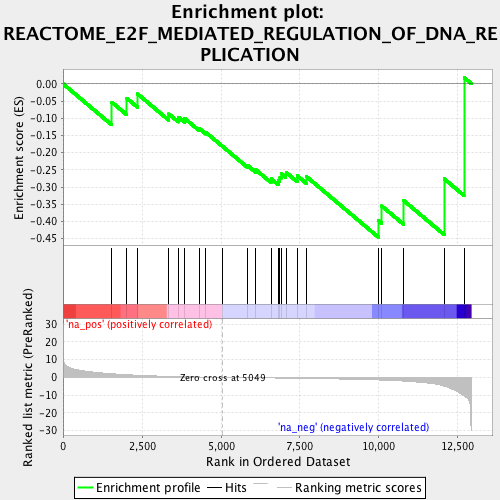 Enrichment plot:
REACTOME_E2F_MEDIATED_REGULATION_OF_DNA_RE
PLICATION
Enrichment score (ES)
0.00
-0.05
-0.10
-0.15
-0.20
-0.25
-0.30
-0.35
-0.40
-0.45
'na_pos' (positively correlated)
Ranked list metric (PreRanked)
30
20
10
0
-10
-20
-30
Zero cross at 5049
'na_neg' (negatively correlated)
0
2,500
5,000
7,500
10,000
12,500
Rank in Ordered Dataset
Enrichment profile
Hits
Ranking metric scores